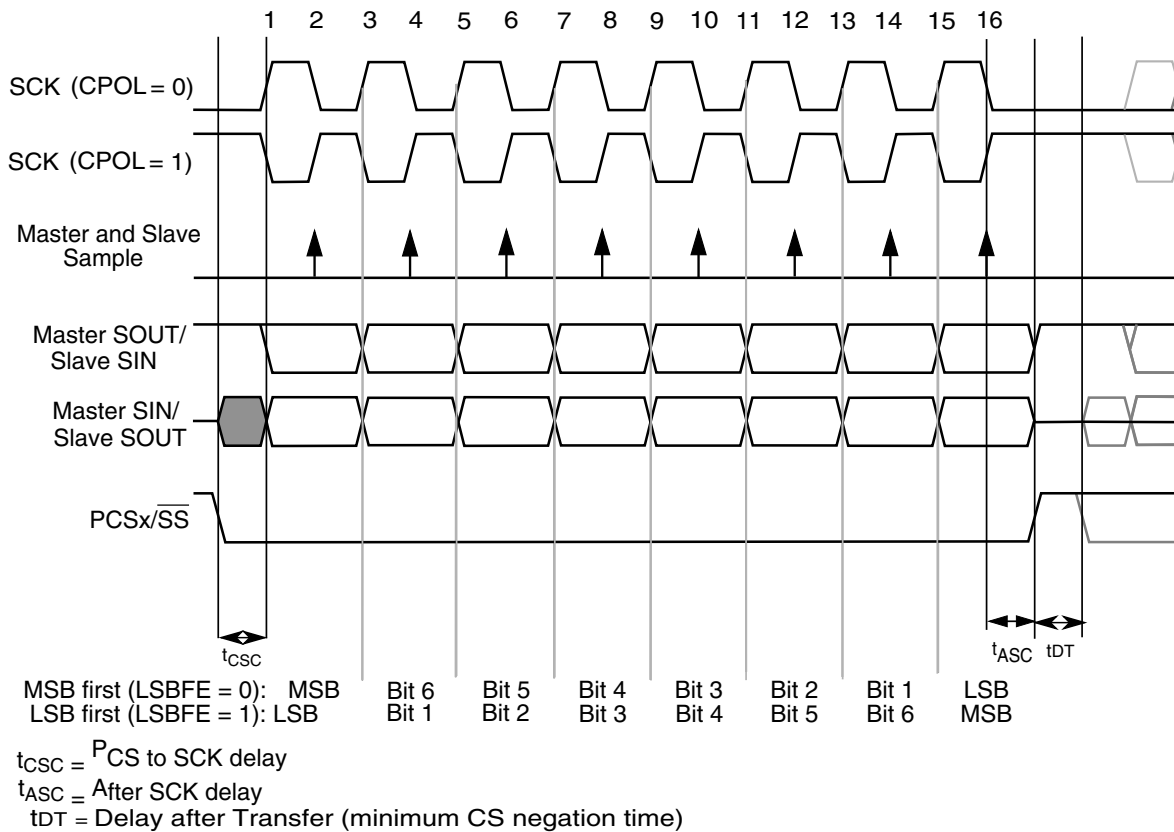 1 2 3 4 5 6 7 8 9 10 11 12 13 14 15 16
SCK (CPOL = 0)
SCK (CPOL = 1)
Master and Slave
Sample
Master SOUT/
Slave SIN
Master SIN/
Slave SOUT
PCSx/SS
tCSC
tASC
tDT
MSB first (LSBFE = 0): MSB Bit 6 Bit 5 Bit 4 Bit 3 Bit 2 Bit 1 LSB
LSB first (LSBFE = 1): LSB Bit 1 Bit 2 Bit 3 Bit 4 Bit 5 Bit 6 MSB
tCSC = PCS to SCK delay
tASC = After SCK delay
tDT = Delay after Transfer (minimum CS negation time)